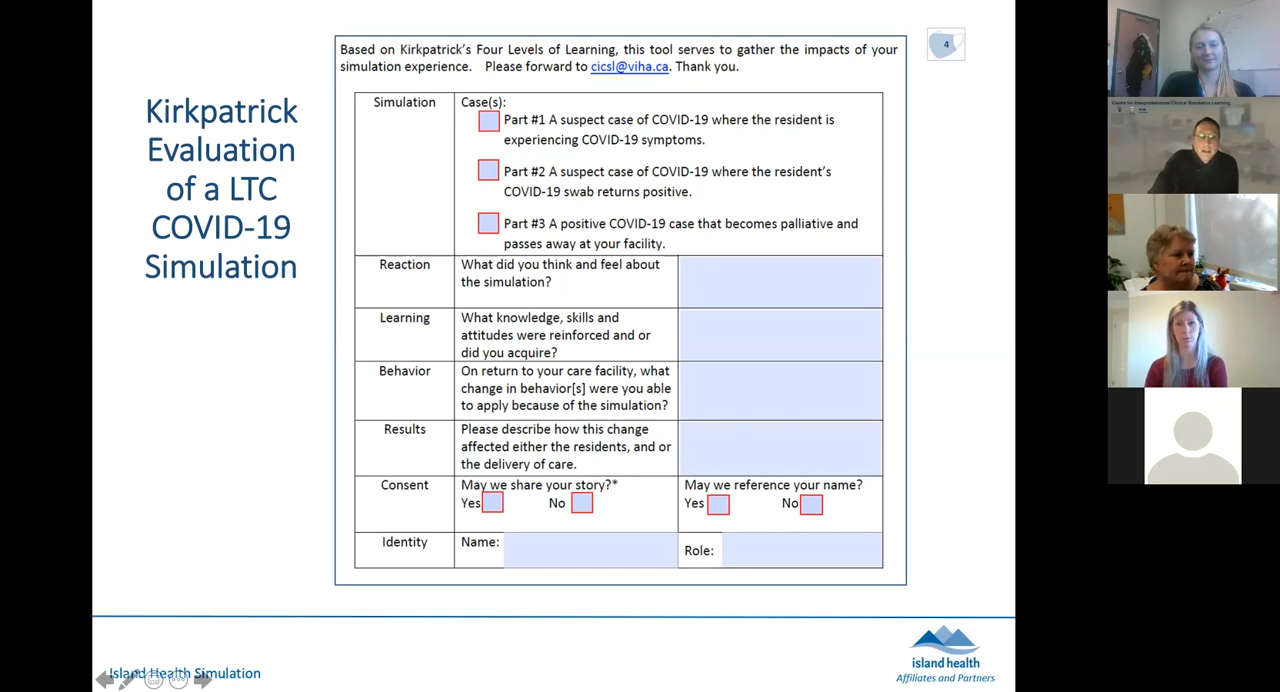 Kirkpatrick
Evaluation
of a LTC
COVID-19
Simulation
Based on Kirkpatrick's Four Levels of Learning, this tool serves to gather the impacts of your
simulation experience. Please forward to cicsl@viha.ca. Thank you.
4
Simulation
Case(s):
Part #1 A suspect case of COVID-19 where the resident is
experiencing COVID-19 symptoms.
Part #2 A suspect case of COVID-19 where the resident's
COVID-19 swab returns positive.
Part #3 A positive COVID-19 case that becomes palliative and
passes away at your facility.
Reaction
What did you think and feel about
the simulation?
Learning
What knowledge, skills and
attitudes were reinforced and or
did you acquire?
Behavior
On return to your care facility, what
change in behavior[s] were you able
to apply because of the simulation?
Results
Please describe how this change
affected either the residents, and or
the delivery of care.
Consent
May we share your story?*
Yes No
May we reference your name?
Yes No
Identity
Name:
Role:
Island Health Simulation
island health
Affiliates and Partners
Centre for Interprofessional Clinical Simulation Learning